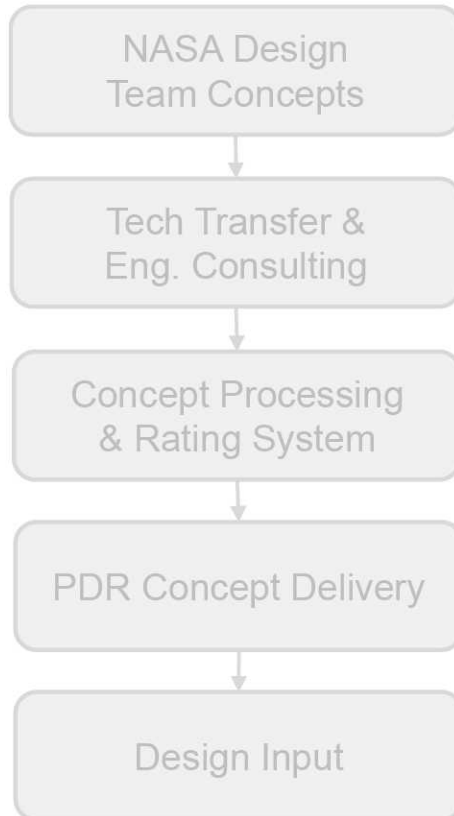 NASA Design
Team Concepts
Tech Transfer &
Eng. Consulting
Concept Processing
& Rating System
PDR Concept Delivery
Design Input